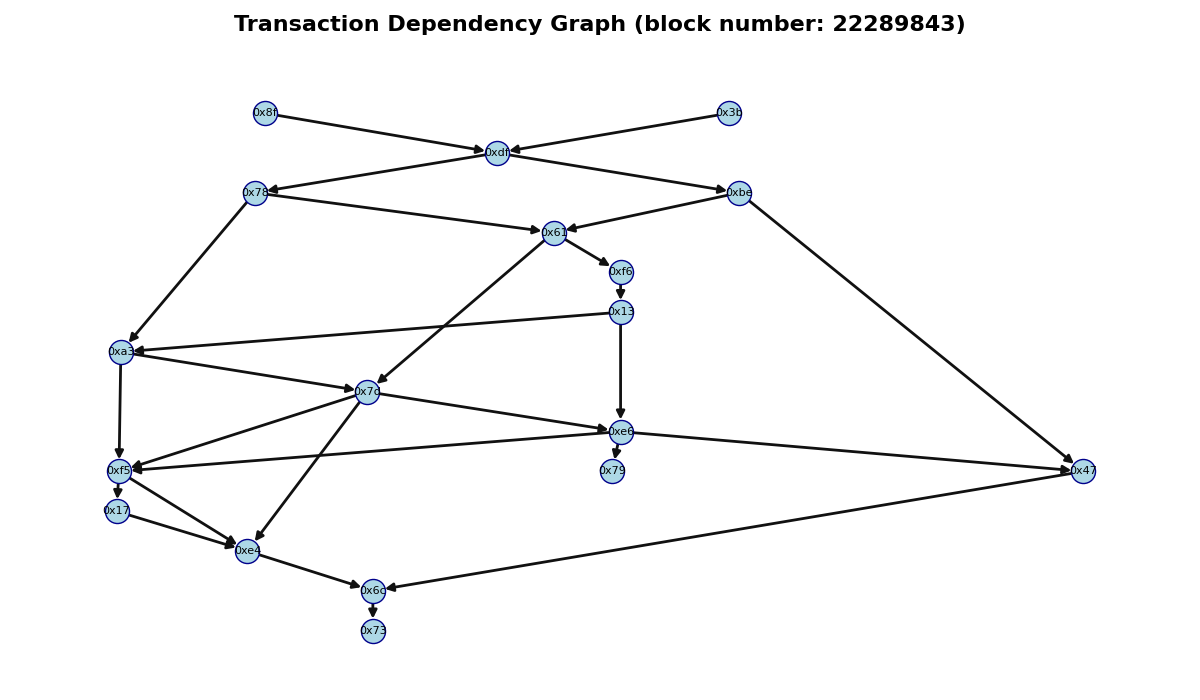 Transaction Dependency Graph (block number: 22289843)
0x8f
0x3b
0xdf
0x78
0xbe
0x61
0xf6
0x13
0xa3
0x7d
0xe6
0xf5
0x79
0x47
0x17
0xe4
0x6c
0x73